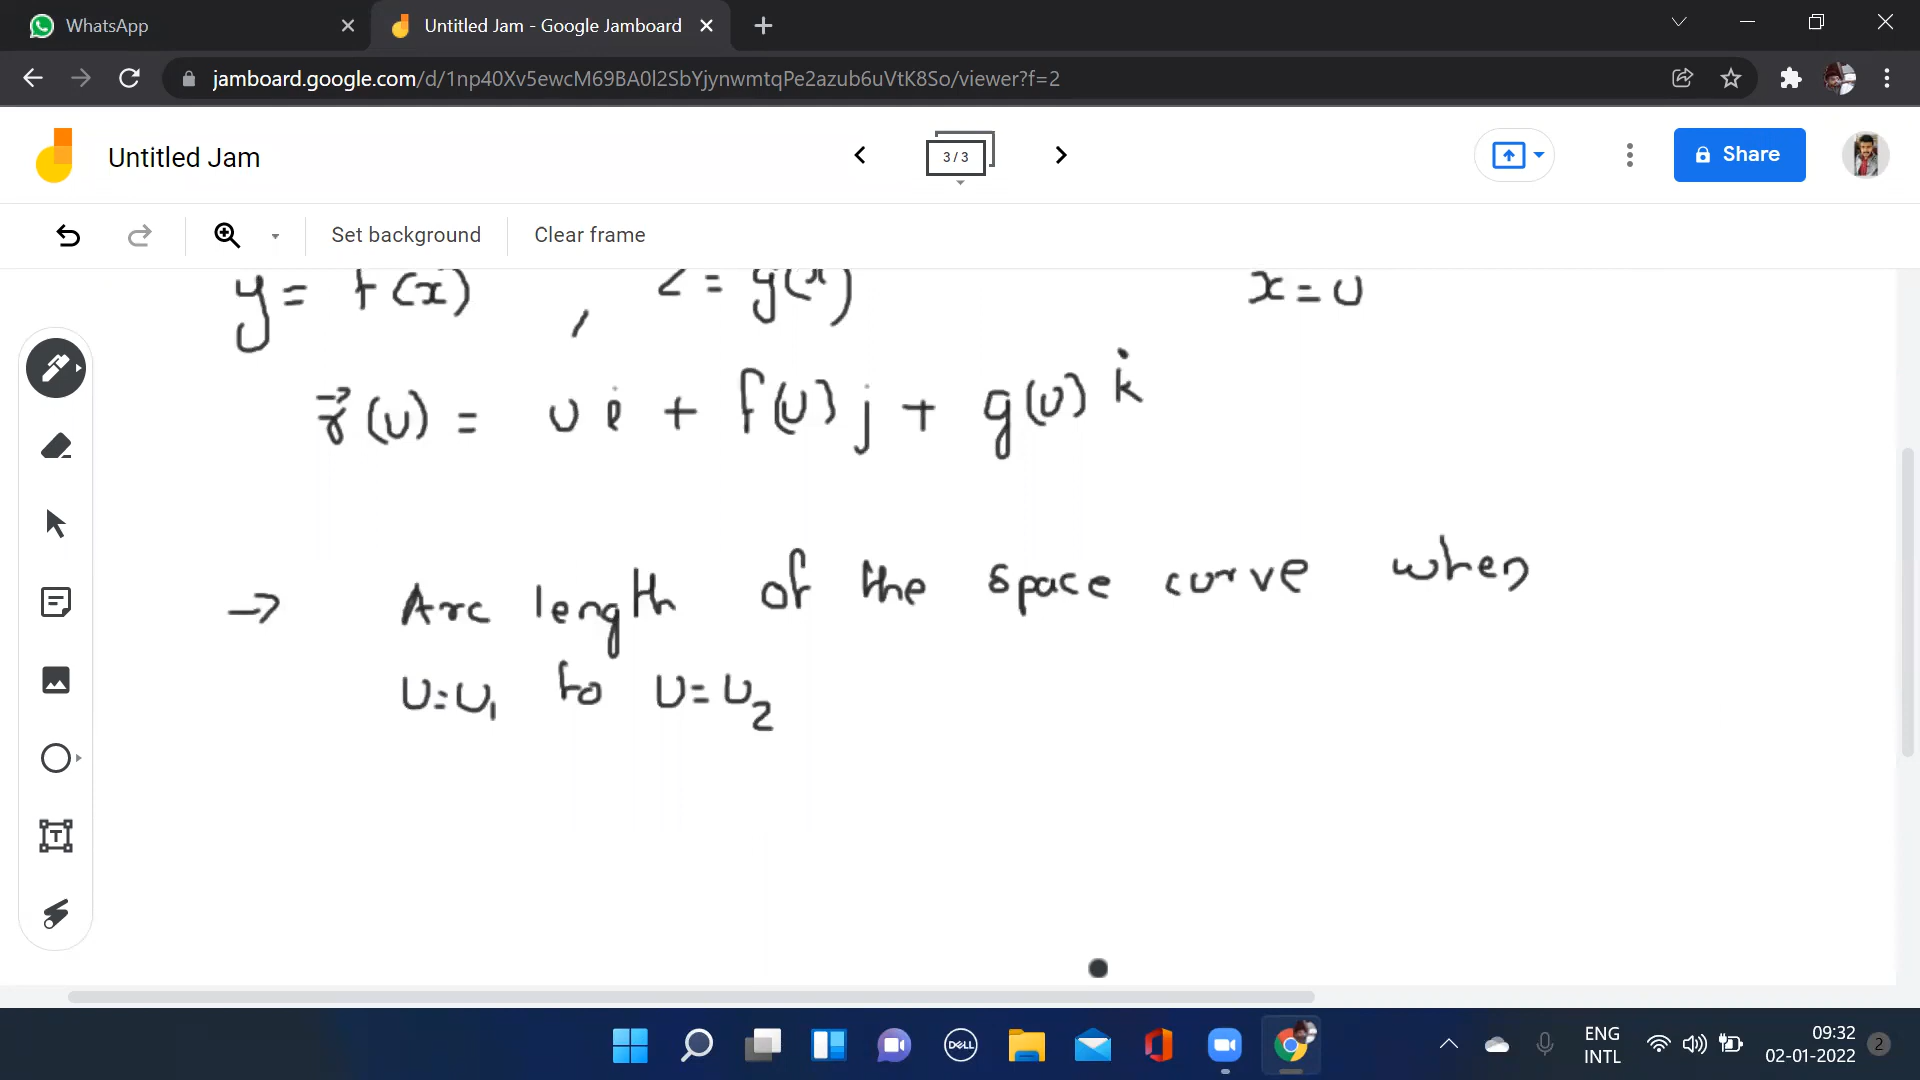 WhatsApp
Untitled Jam - Google Jamboard
jamboard.google.com/d/1np40Xv5ewcM69BA0l2SbYjynwmtqPe2azub6uVtK8So/viewer?f=2
Untitled Jam
3 / 3
Share
Set background
Clear frame
y = f(x) , z = g(x) x = u
r⃗(u) = u i + f(u) j + g(u) k
→ Arc length of the space curve when
u=u₁ to u=u₂
DELL
ENG
INTL
09:32
02-01-2022
2